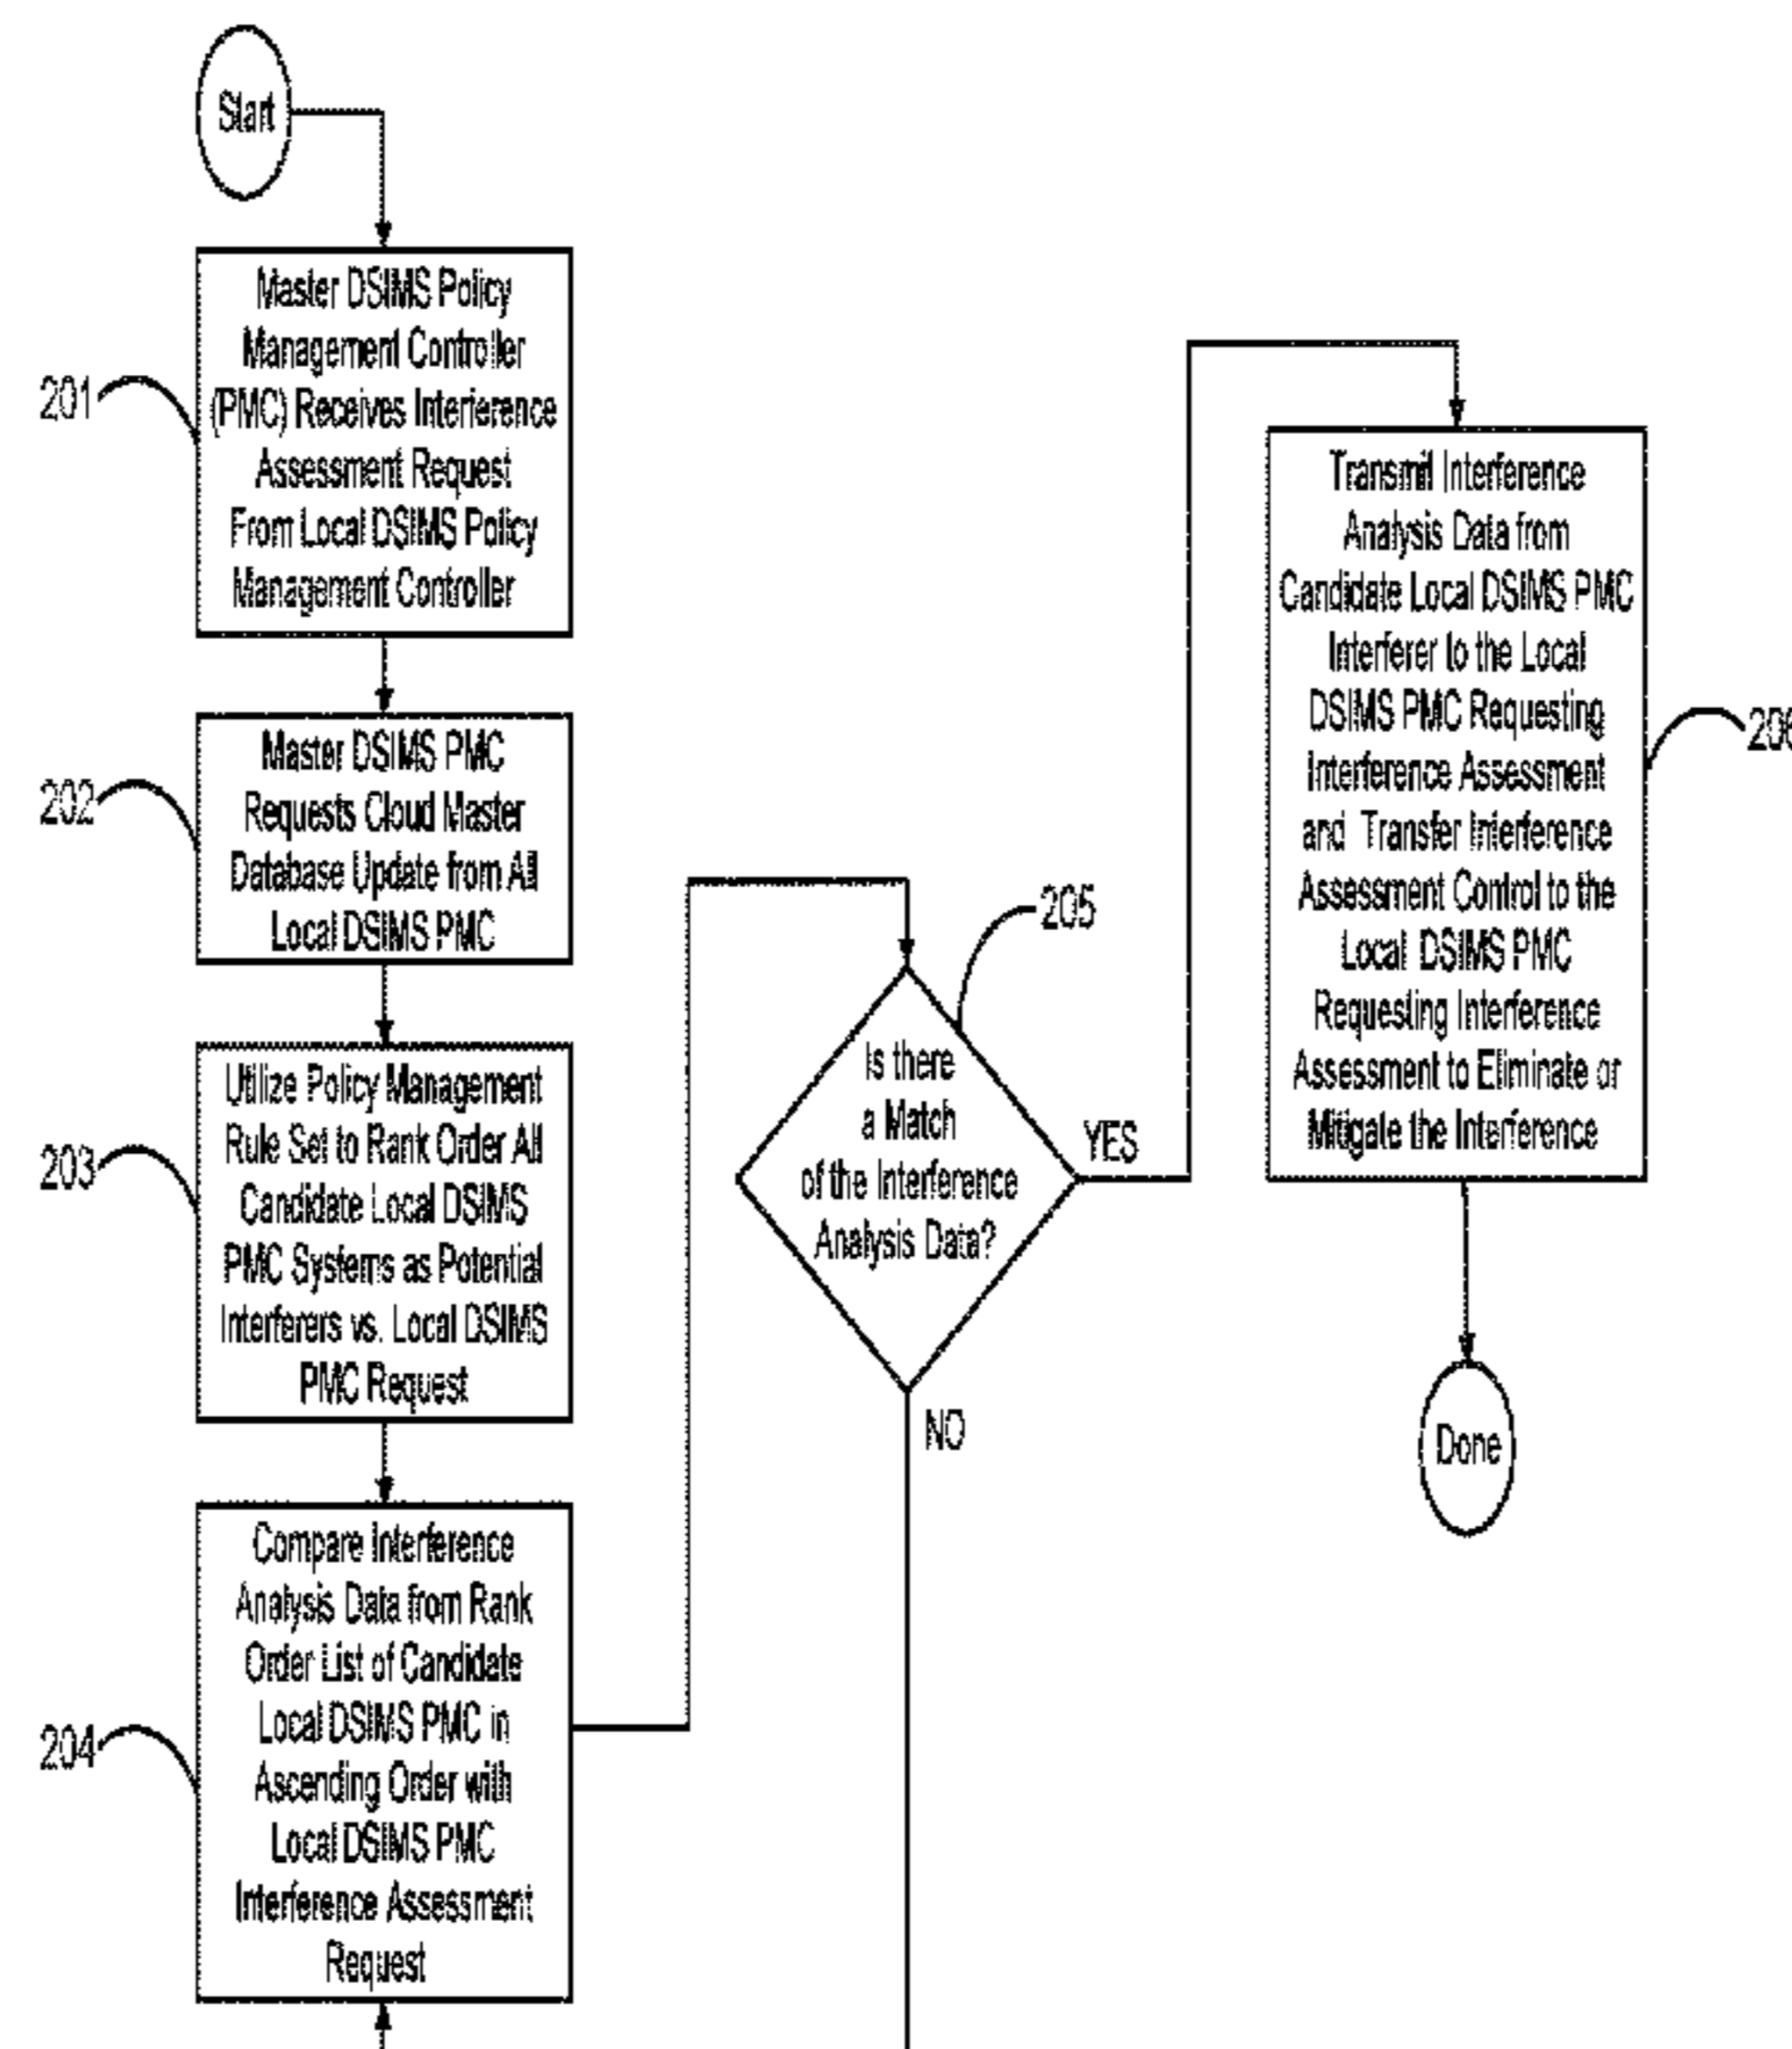 Start
201
Master DSIMS Policy
Management Controller
(PMC) Receives Interference
Assessment Request
From Local DSIMS Policy
Management Controller
202
Master DSIMS PMC
Requests Cloud Master
Database Update from All
Local DSIMS PMC
203
Utilize Policy Management
Rule Set to Rank Order All
Candidate Local DSIMS
PMC Systems as Potential
Interferers vs. Local DSIMS
PMC Request
204
Compare Interference
Analysis Data from Rank
Order List of Candidate
Local DSIMS PMC in
Ascending Order with
Local DSIMS PMC
Interference Assessment
Request
205
Is there
a Match
of the Interference
Analysis Data?
YES
NO
Transmit Interference
Analysis Data from
Candidate Local DSIMS PMC
Interferer to the Local
DSIMS PMC Requesting
Interference Assessment
and Transfer Interference
Assessment Control to the
Local DSIMS PMC
Requesting Interference
Assessment to Eliminate or
Mitigate the Interference
206
Done